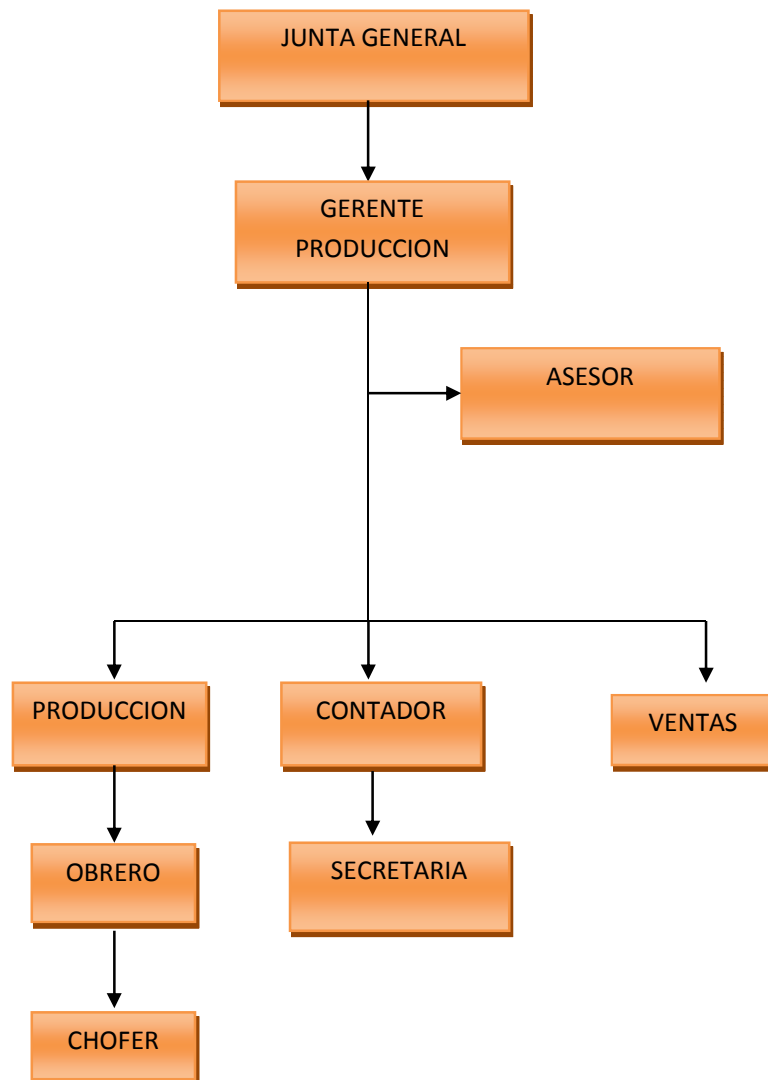 JUNTA GENERAL
GERENTE
PRODUCCION
ASESOR
PRODUCCION
CONTADOR
VENTAS
OBRERO
SECRETARIA
CHOFER